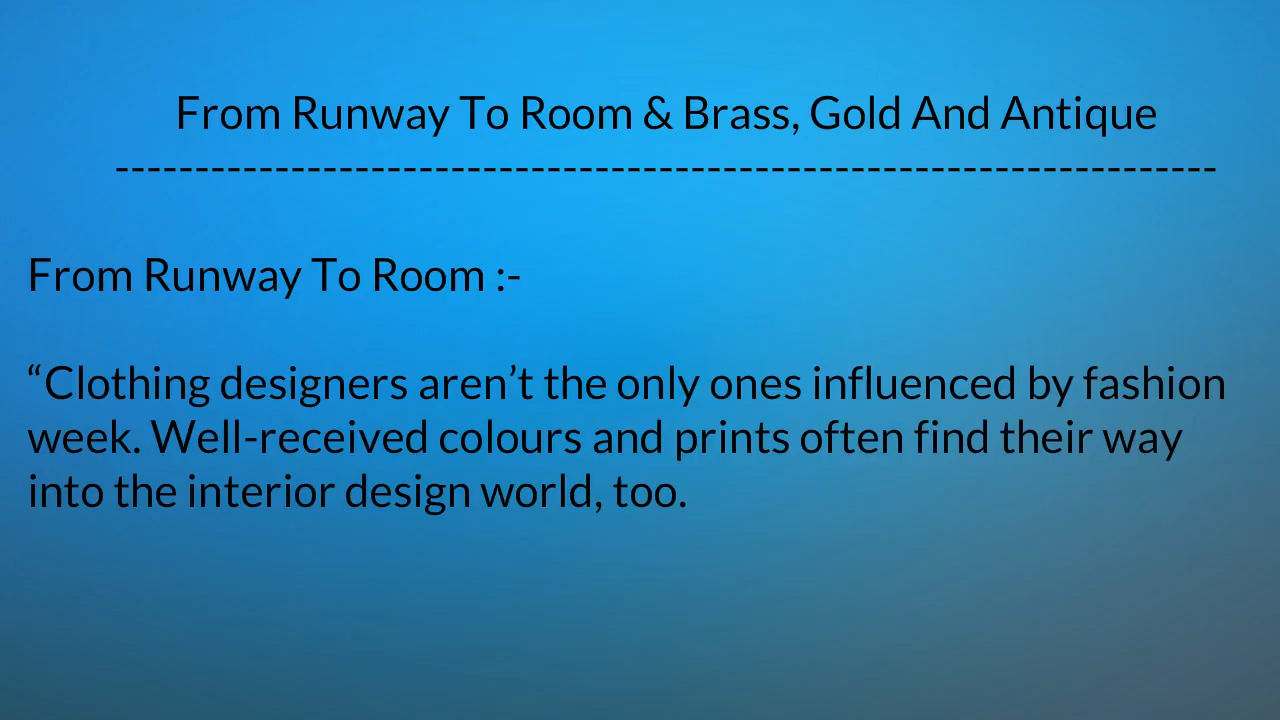 From Runway To Room & Brass, Gold And Antique
---------------------------------------------------------------------
From Runway To Room :-
“Clothing designers aren’t the only ones influenced by fashion
week. Well-received colours and prints often find their way
into the interior design world, too.